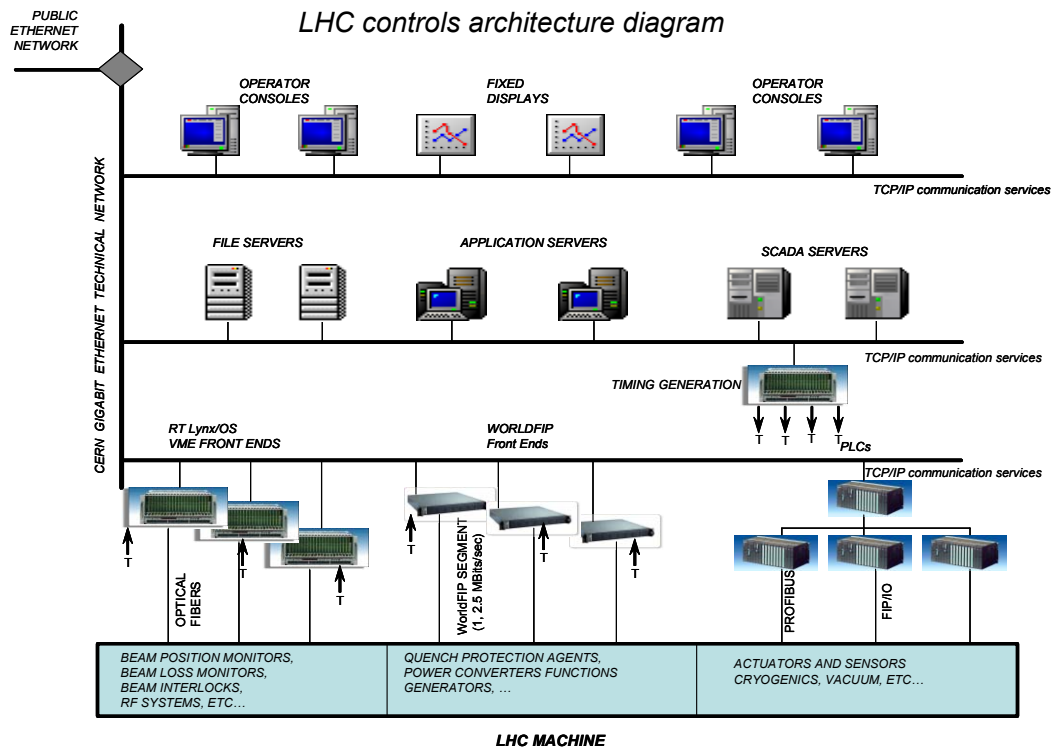 PUBLIC
ETHERNET
NETWORK
LHC controls architecture diagram
OPERATOR
CONSOLES
FIXED
DISPLAYS
OPERATOR
CONSOLES
TCP/IP communication services
CERN GIGABIT ETHERNET TECHNICAL NETWORK
FILE SERVERS
APPLICATION SERVERS
SCADA SERVERS
TCP/IP communication services
TIMING GENERATION
T
T
T
T
RT Lynx/OS
VME FRONT ENDS
WORLDFIP
Front Ends
PLCs
TCP/IP communication services
T
T
T
T
T
T
OPTICAL
FIBERS
WorldFIP SEGMENT
(1, 2.5 MBits/sec)
PROFIBUS
FIP/IO
BEAM POSITION MONITORS,
BEAM LOSS MONITORS,
BEAM INTERLOCKS,
RF SYSTEMS, ETC…
QUENCH PROTECTION AGENTS,
POWER CONVERTERS FUNCTIONS
GENERATORS, …
ACTUATORS AND SENSORS
CRYOGENICS, VACUUM, ETC…
LHC MACHINE